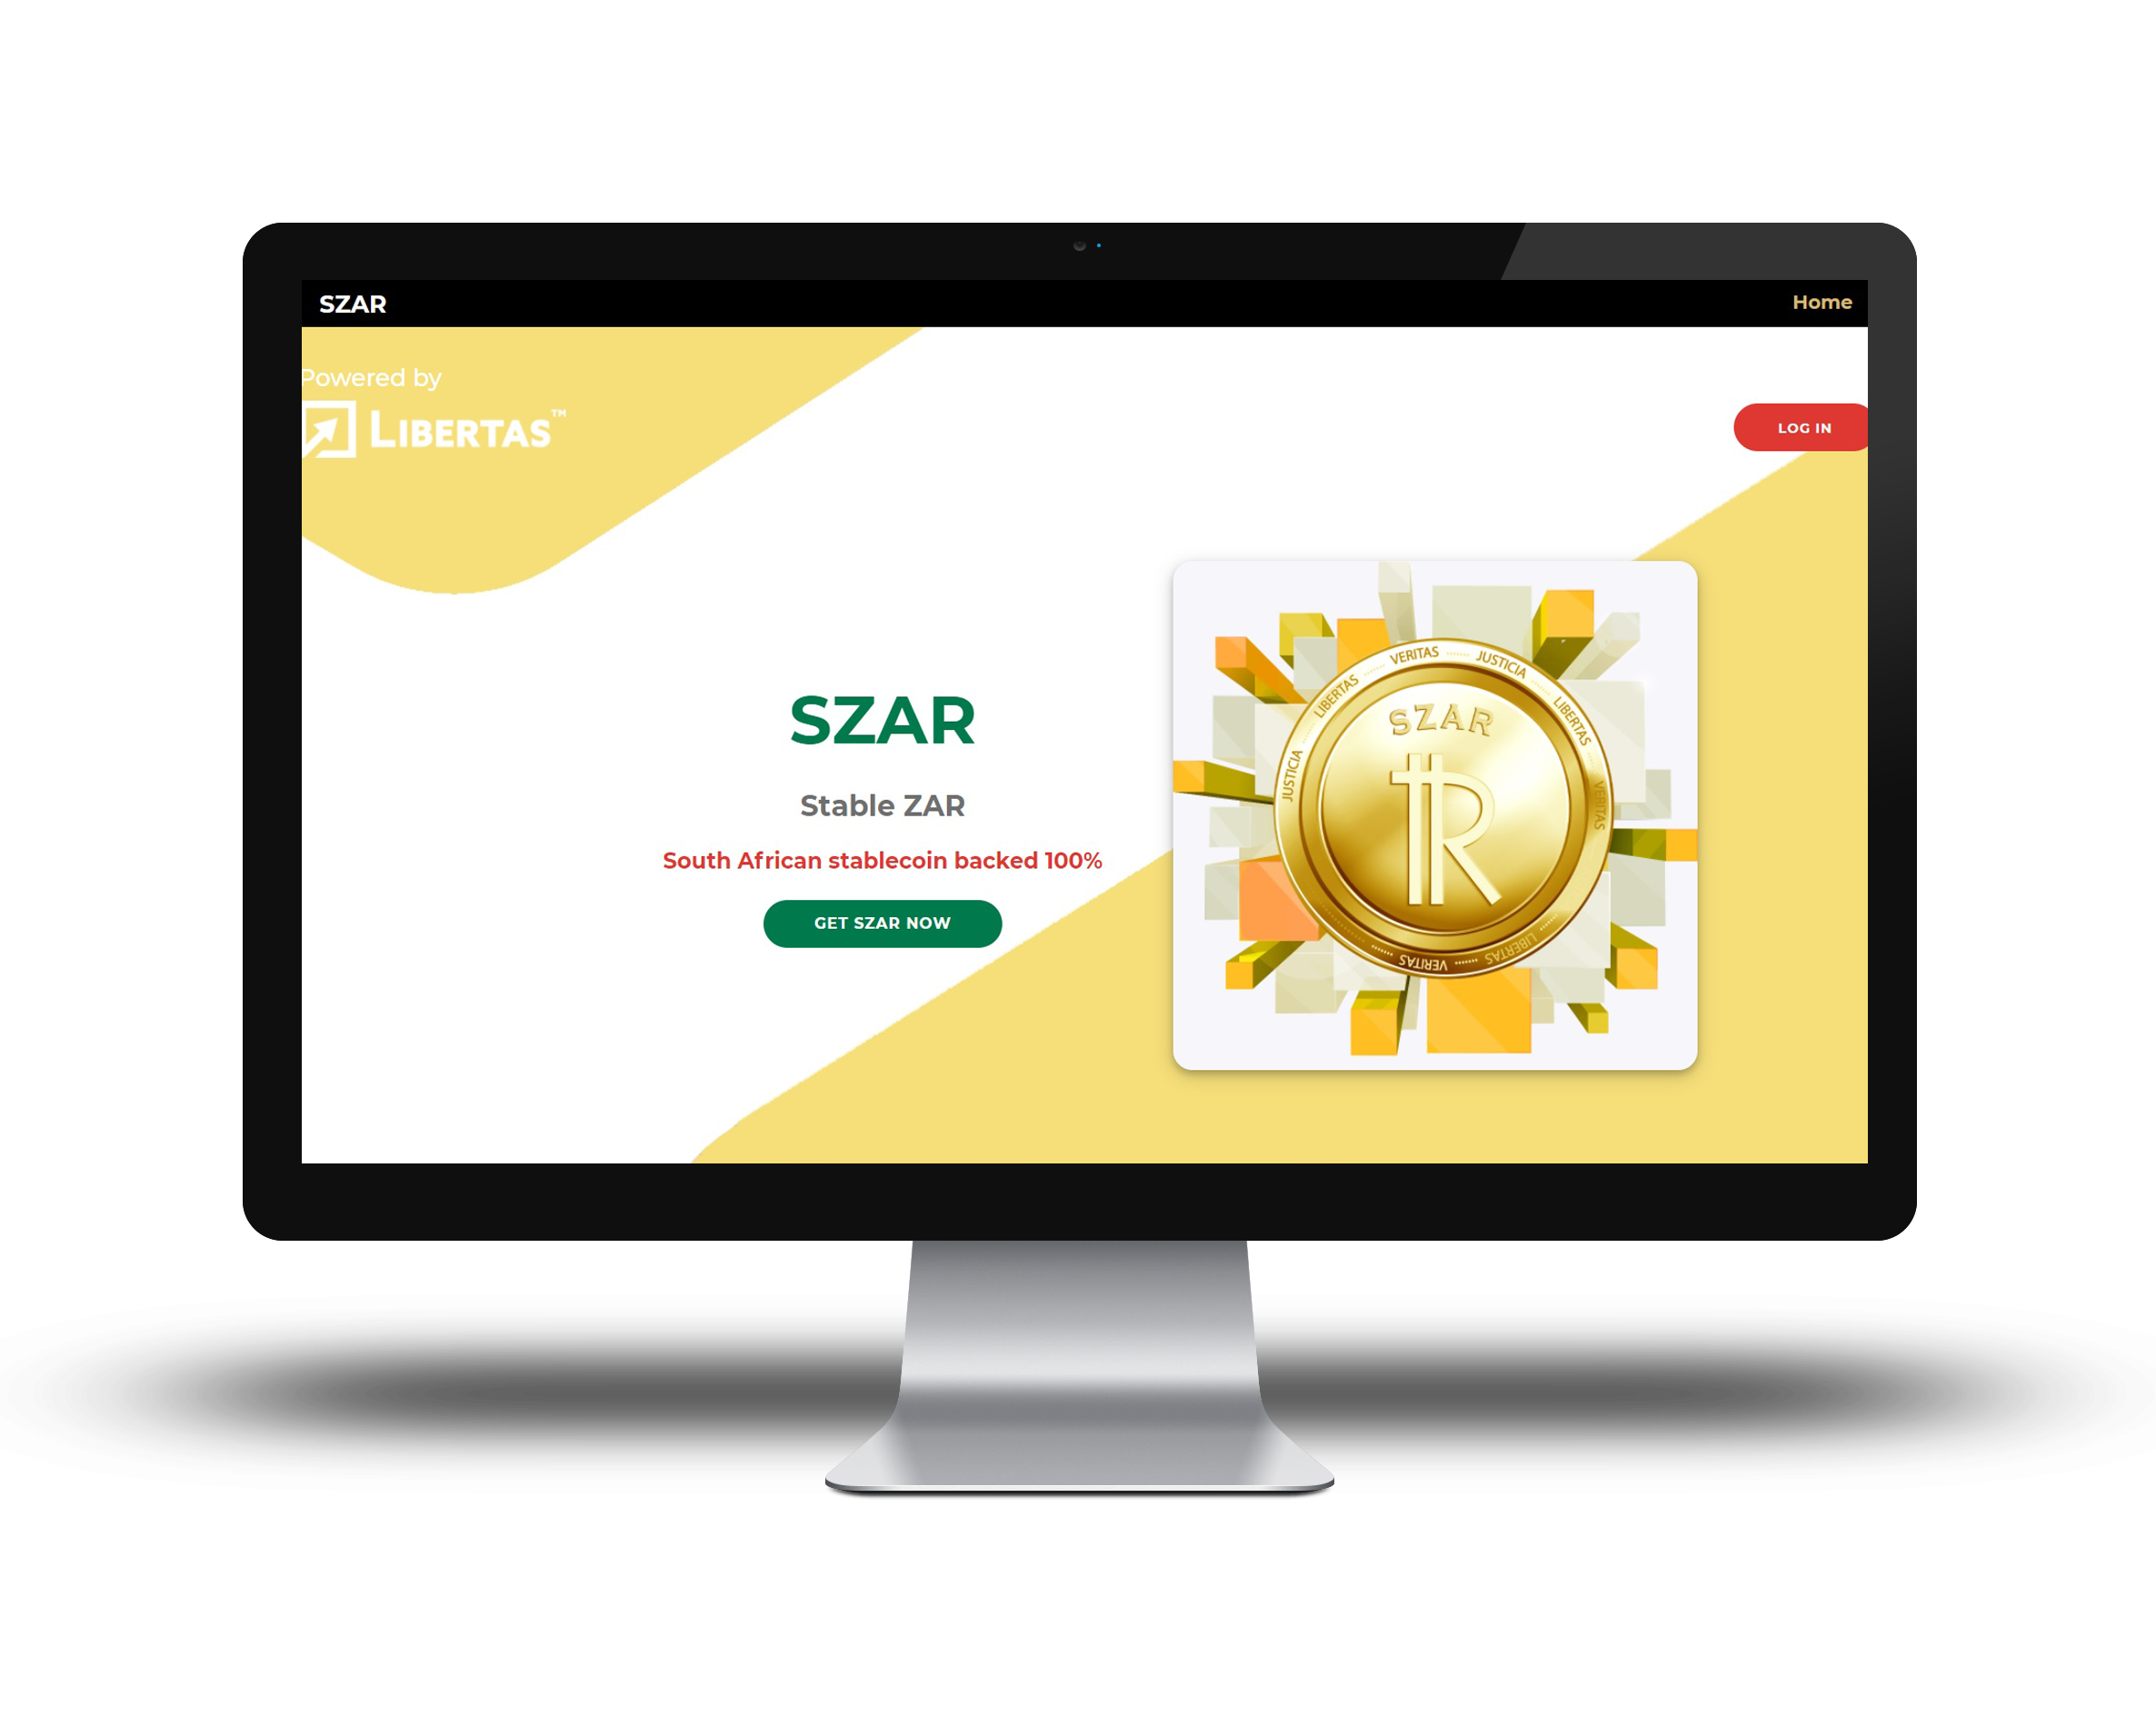 SZAR
Home
Powered by
LIBERTAS™
LOG IN
SZAR
Stable ZAR
South African stablecoin backed 100%
GET SZAR NOW
JUSTICIA ...... LIBERTAS ...... VERITAS ...... JUSTICIA ...... LIBERTAS ...... VERITAS
SZAR
LIBERTAS ...... VERITAS ......